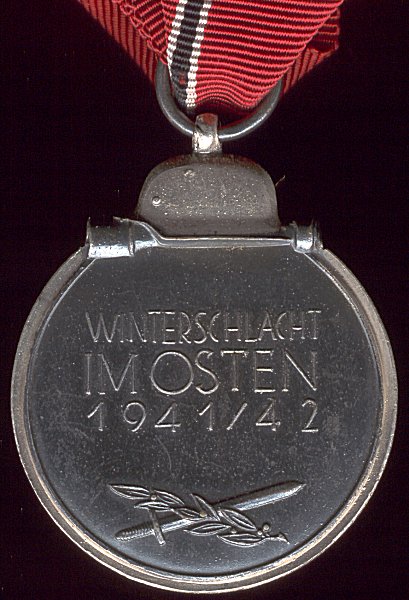 WINTERSCHLACHT
IM OSTEN
1941/42